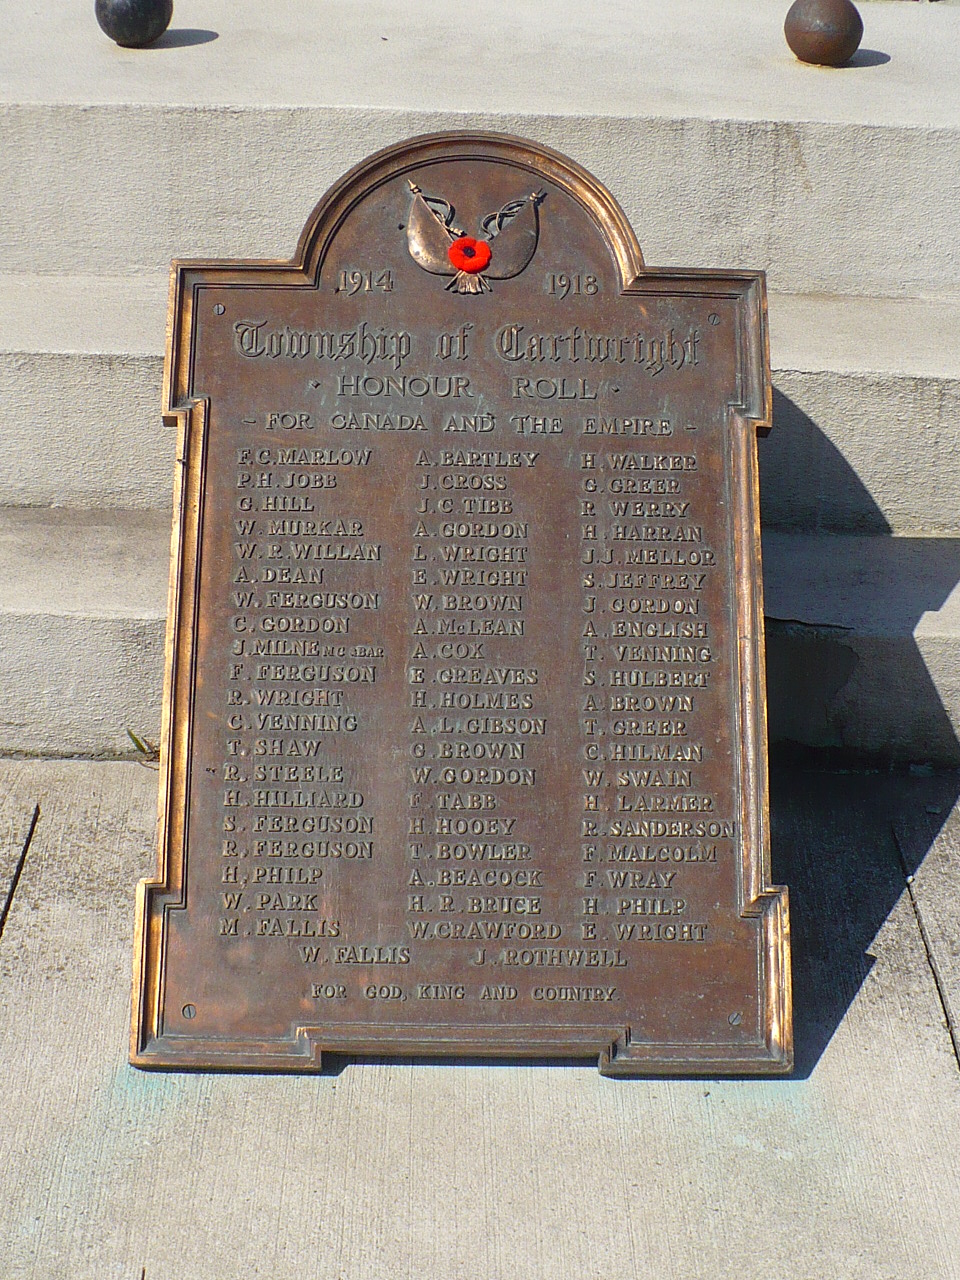 1914 1918
Township of Cartwright
· HONOUR ROLL ·
- FOR CANADA AND THE EMPIRE -
F.C. MARLOW A. BARTLEY H. WALKER
P.H. JOBB J. CROSS G. GREER
G. HILL J.C TIBB R. WERRY
W. MURKAR A. GORDON H. HARRAN
W.R. WILLAN L. WRIGHT J.J. MELLOR
A. DEAN E. WRIGHT S. JEFFREY
W. FERGUSON W. BROWN J. GORDON
C. GORDON A. McLEAN A. ENGLISH
J. MILNE M.C. & BAR A. COX T. VENNING
F. FERGUSON E. GREAVES S. HULBERT
R. WRIGHT H. HOLMES A. BROWN
C. VENNING A.L. GIBSON T. GREER
T. SHAW G. BROWN C. HILMAN
R. STEELE W. GORDON W. SWAIN
H. HILLIARD F. TABB H. LARMER
S. FERGUSON H. HOOEY R. SANDERSON
R. FERGUSON T. BOWLER F. MALCOLM
H. PHILP A. BEACOCK F. WRAY
W. PARK H.R. BRUCE H. PHILP
M. FALLIS W. CRAWFORD E. WRIGHT
W. FALLIS J. ROTHWELL
FOR GOD, KING AND COUNTRY